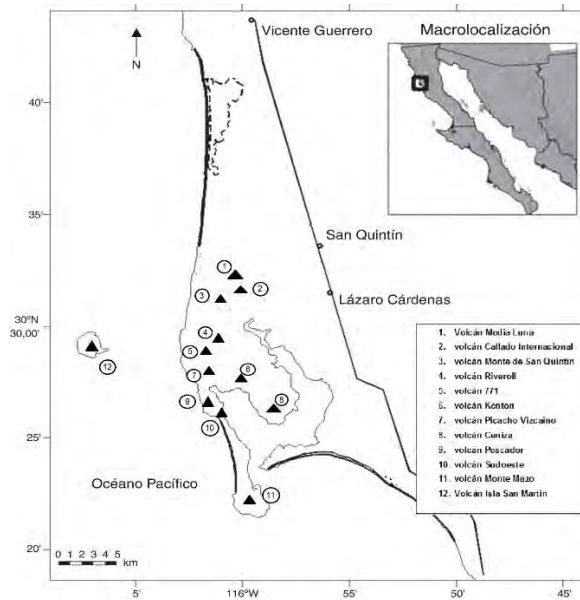 Vicente Guerrero
Macrolocalización
N
40'
35'
San Quintín
1
2
3
Lázaro Cárdenas
30°N
30,00'
4
5
6
7
8
9
10
11
12
25'
Océano Pacífico
20'
0 1 2 3 4 5
km
1. Volcán Media Luna
2. volcán Callado Internacional
3. volcán Monte de San Quintin
4. volcán Riveroll
5. volcán 771
6. volcán Kenton
7. volcán Picacho Vizcaino
8. volcán Ceniza
9. volcán Poscador
10. volcán Sudoeste
11. volcán Monte Mazo
12. Volcán Isla San Martin
5'
116°W
55'
50'
45'